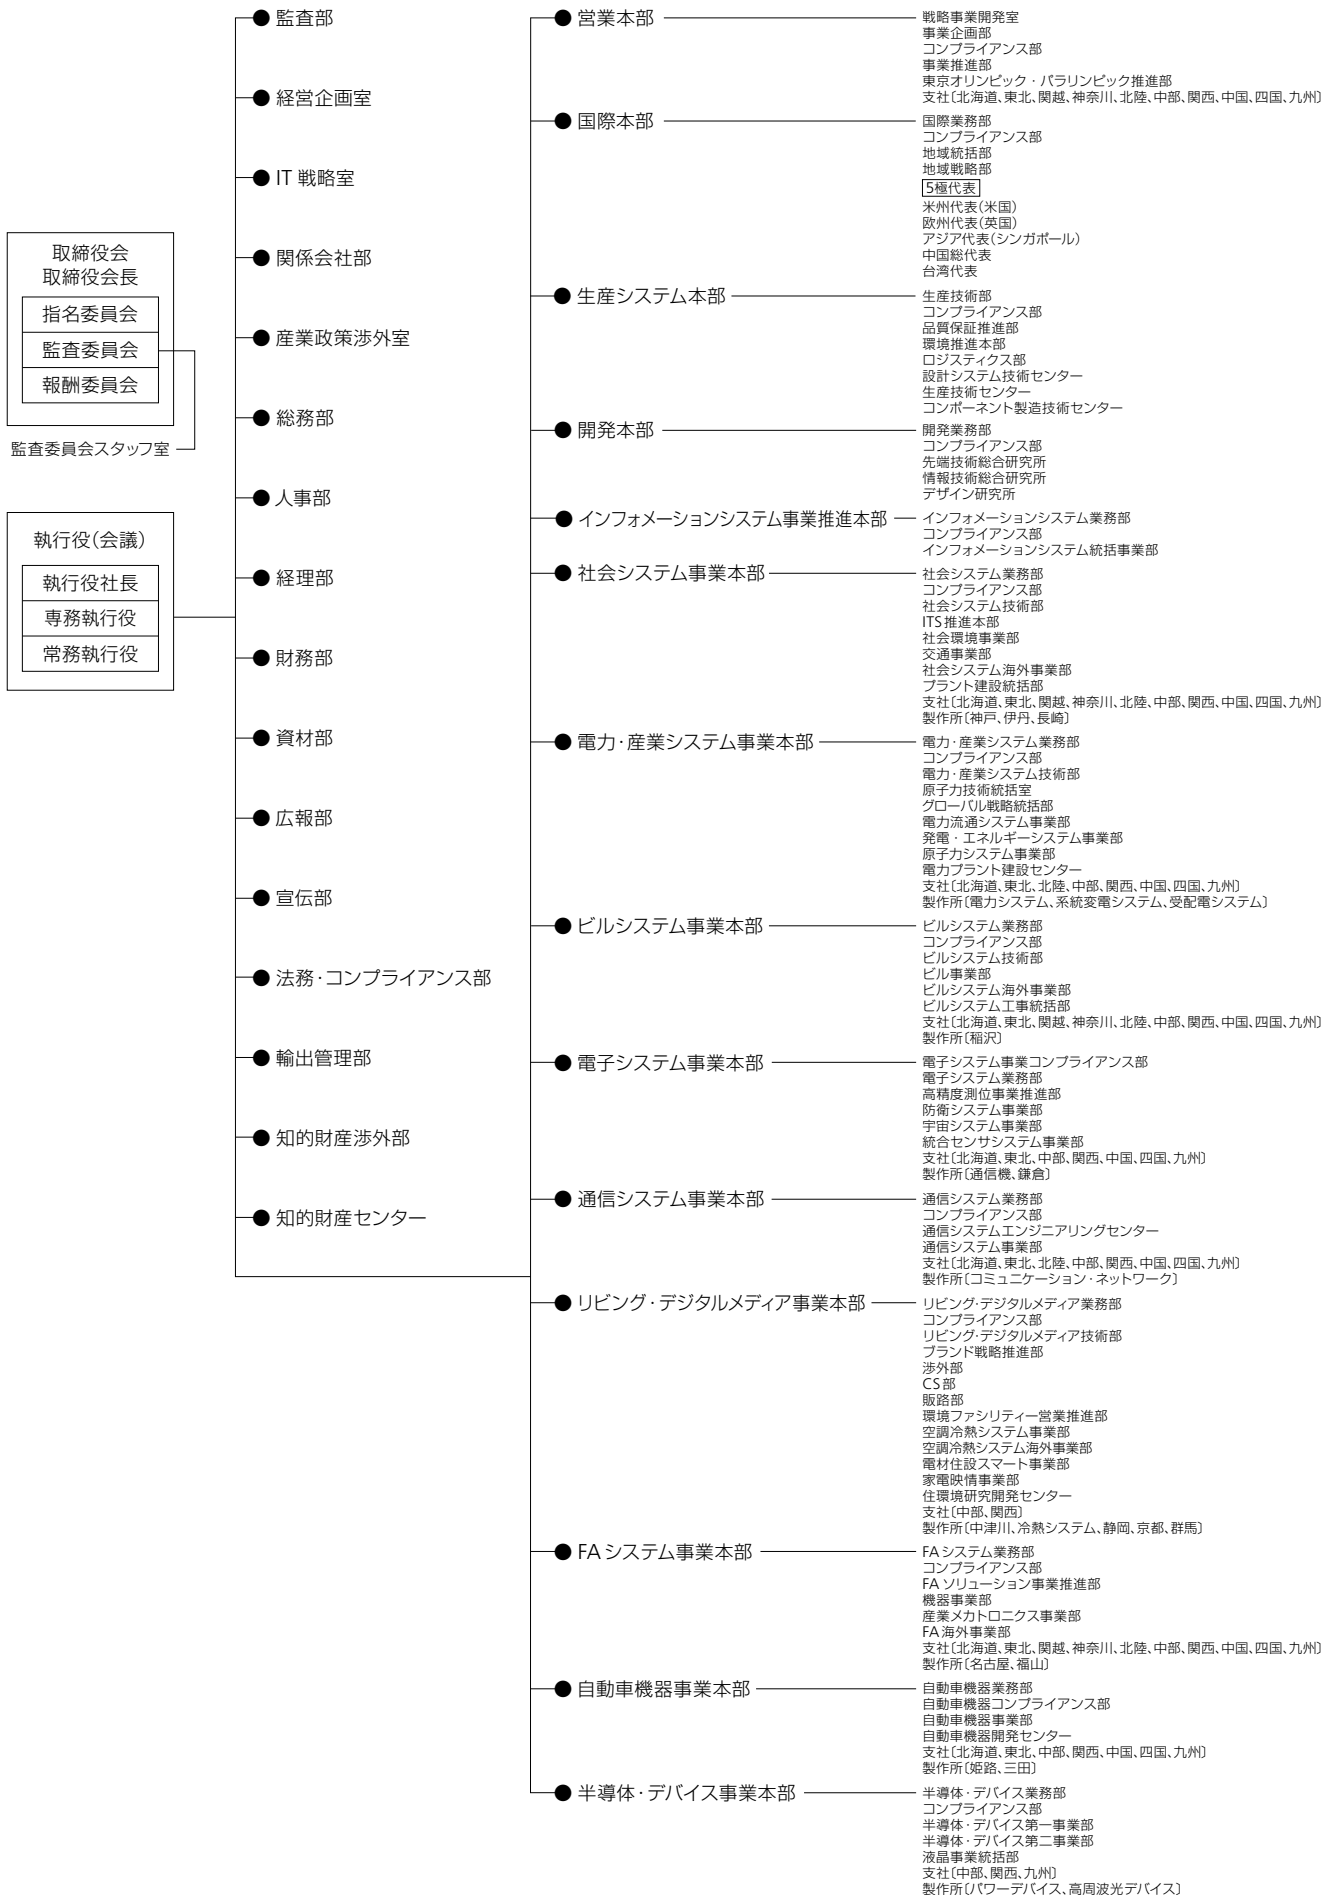 取締役会
取締役会長
指名委員会
監査委員会
報酬委員会
監査委員会スタッフ室
執行役(会議)
執行役社長
専務執行役
常務執行役
監査部
経営企画室
IT 戦略室
関係会社部
産業政策渉外室
総務部
人事部
経理部
財務部
資材部
広報部
宣伝部
法務・コンプライアンス部
輸出管理部
知的財産渉外部
知的財産センター
営業本部
戦略事業開発室
事業企画部
コンプライアンス部
事業推進部
東京オリンピック・パラリンピック推進部
支社〔北海道、東北、関越、神奈川、北陸、中部、関西、中国、四国、九州〕
国際本部
国際業務部
コンプライアンス部
地域統括部
地域戦略部
5極代表
米州代表(米国)
欧州代表(英国)
アジア代表(シンガポール)
中国総代表
台湾代表
生産システム本部
生産技術部
コンプライアンス部
品質保証推進部
環境推進本部
ロジスティクス部
設計システム技術センター
生産技術センター
コンポーネント製造技術センター
開発本部
開発業務部
コンプライアンス部
先端技術総合研究所
情報技術総合研究所
デザイン研究所
インフォメーションシステム事業推進本部
インフォメーションシステム業務部
コンプライアンス部
インフォメーションシステム統括事業部
社会システム事業本部
社会システム業務部
コンプライアンス部
社会システム技術部
ITS推進本部
社会環境事業部
交通事業部
社会システム海外事業部
プラント建設統括部
支社〔北海道、東北、関越、神奈川、北陸、中部、関西、中国、四国、九州〕
製作所〔神戸、伊丹、長崎〕
電力・産業システム事業本部
電力・産業システム業務部
コンプライアンス部
電力・産業システム技術部
原子力技術統括室
グローバル戦略統括部
電力流通システム事業部
発電・エネルギーシステム事業部
原子力システム事業部
電力プラント建設センター
支社〔北海道、東北、北陸、中部、関西、中国、四国、九州〕
製作所〔電力システム、系統変電システム、受配電システム〕
ビルシステム事業本部
ビルシステム業務部
コンプライアンス部
ビルシステム技術部
ビル事業部
ビルシステム海外事業部
ビルシステム工事統括部
支社〔北海道、東北、関越、神奈川、北陸、中部、関西、中国、四国、九州〕
製作所〔稲沢〕
電子システム事業本部
電子システム事業コンプライアンス部
電子システム業務部
高精度測位事業推進部
防衛システム事業部
宇宙システム事業部
統合センサシステム事業部
支社〔北海道、東北、中部、関西、中国、四国、九州〕
製作所〔通信機、鎌倉〕
通信システム事業本部
通信システム業務部
コンプライアンス部
通信システムエンジニアリングセンター
通信システム事業部
支社〔北海道、東北、北陸、中部、関西、中国、四国、九州〕
製作所〔コミュニケーション・ネットワーク〕
リビング・デジタルメディア事業本部
リビング・デジタルメディア業務部
コンプライアンス部
リビング・デジタルメディア技術部
ブランド戦略推進部
渉外部
CS部
販路部
環境ファシリティー営業推進部
空調冷熱システム事業部
空調冷熱システム海外事業部
電材住設スマート事業部
家電映情事業部
住環境研究開発センター
支社〔中部、関西〕
製作所〔中津川、冷熱システム、静岡、京都、群馬〕
FA システム事業本部
FA システム業務部
コンプライアンス部
FA ソリューション事業推進部
機器事業部
産業メカトロニクス事業部
FA 海外事業部
支社〔北海道、東北、関越、神奈川、北陸、中部、関西、中国、四国、九州〕
製作所〔名古屋、福山〕
自動車機器事業本部
自動車機器業務部
自動車機器コンプライアンス部
自動車機器事業部
自動車機器開発センター
支社〔北海道、東北、中部、関西、中国、四国、九州〕
製作所〔姫路、三田〕
半導体・デバイス事業本部
半導体・デバイス業務部
コンプライアンス部
半導体・デバイス第一事業部
半導体・デバイス第二事業部
液晶事業統括部
支社〔中部、関西、九州〕
製作所〔パワーデバイス、高周波光デバイス〕